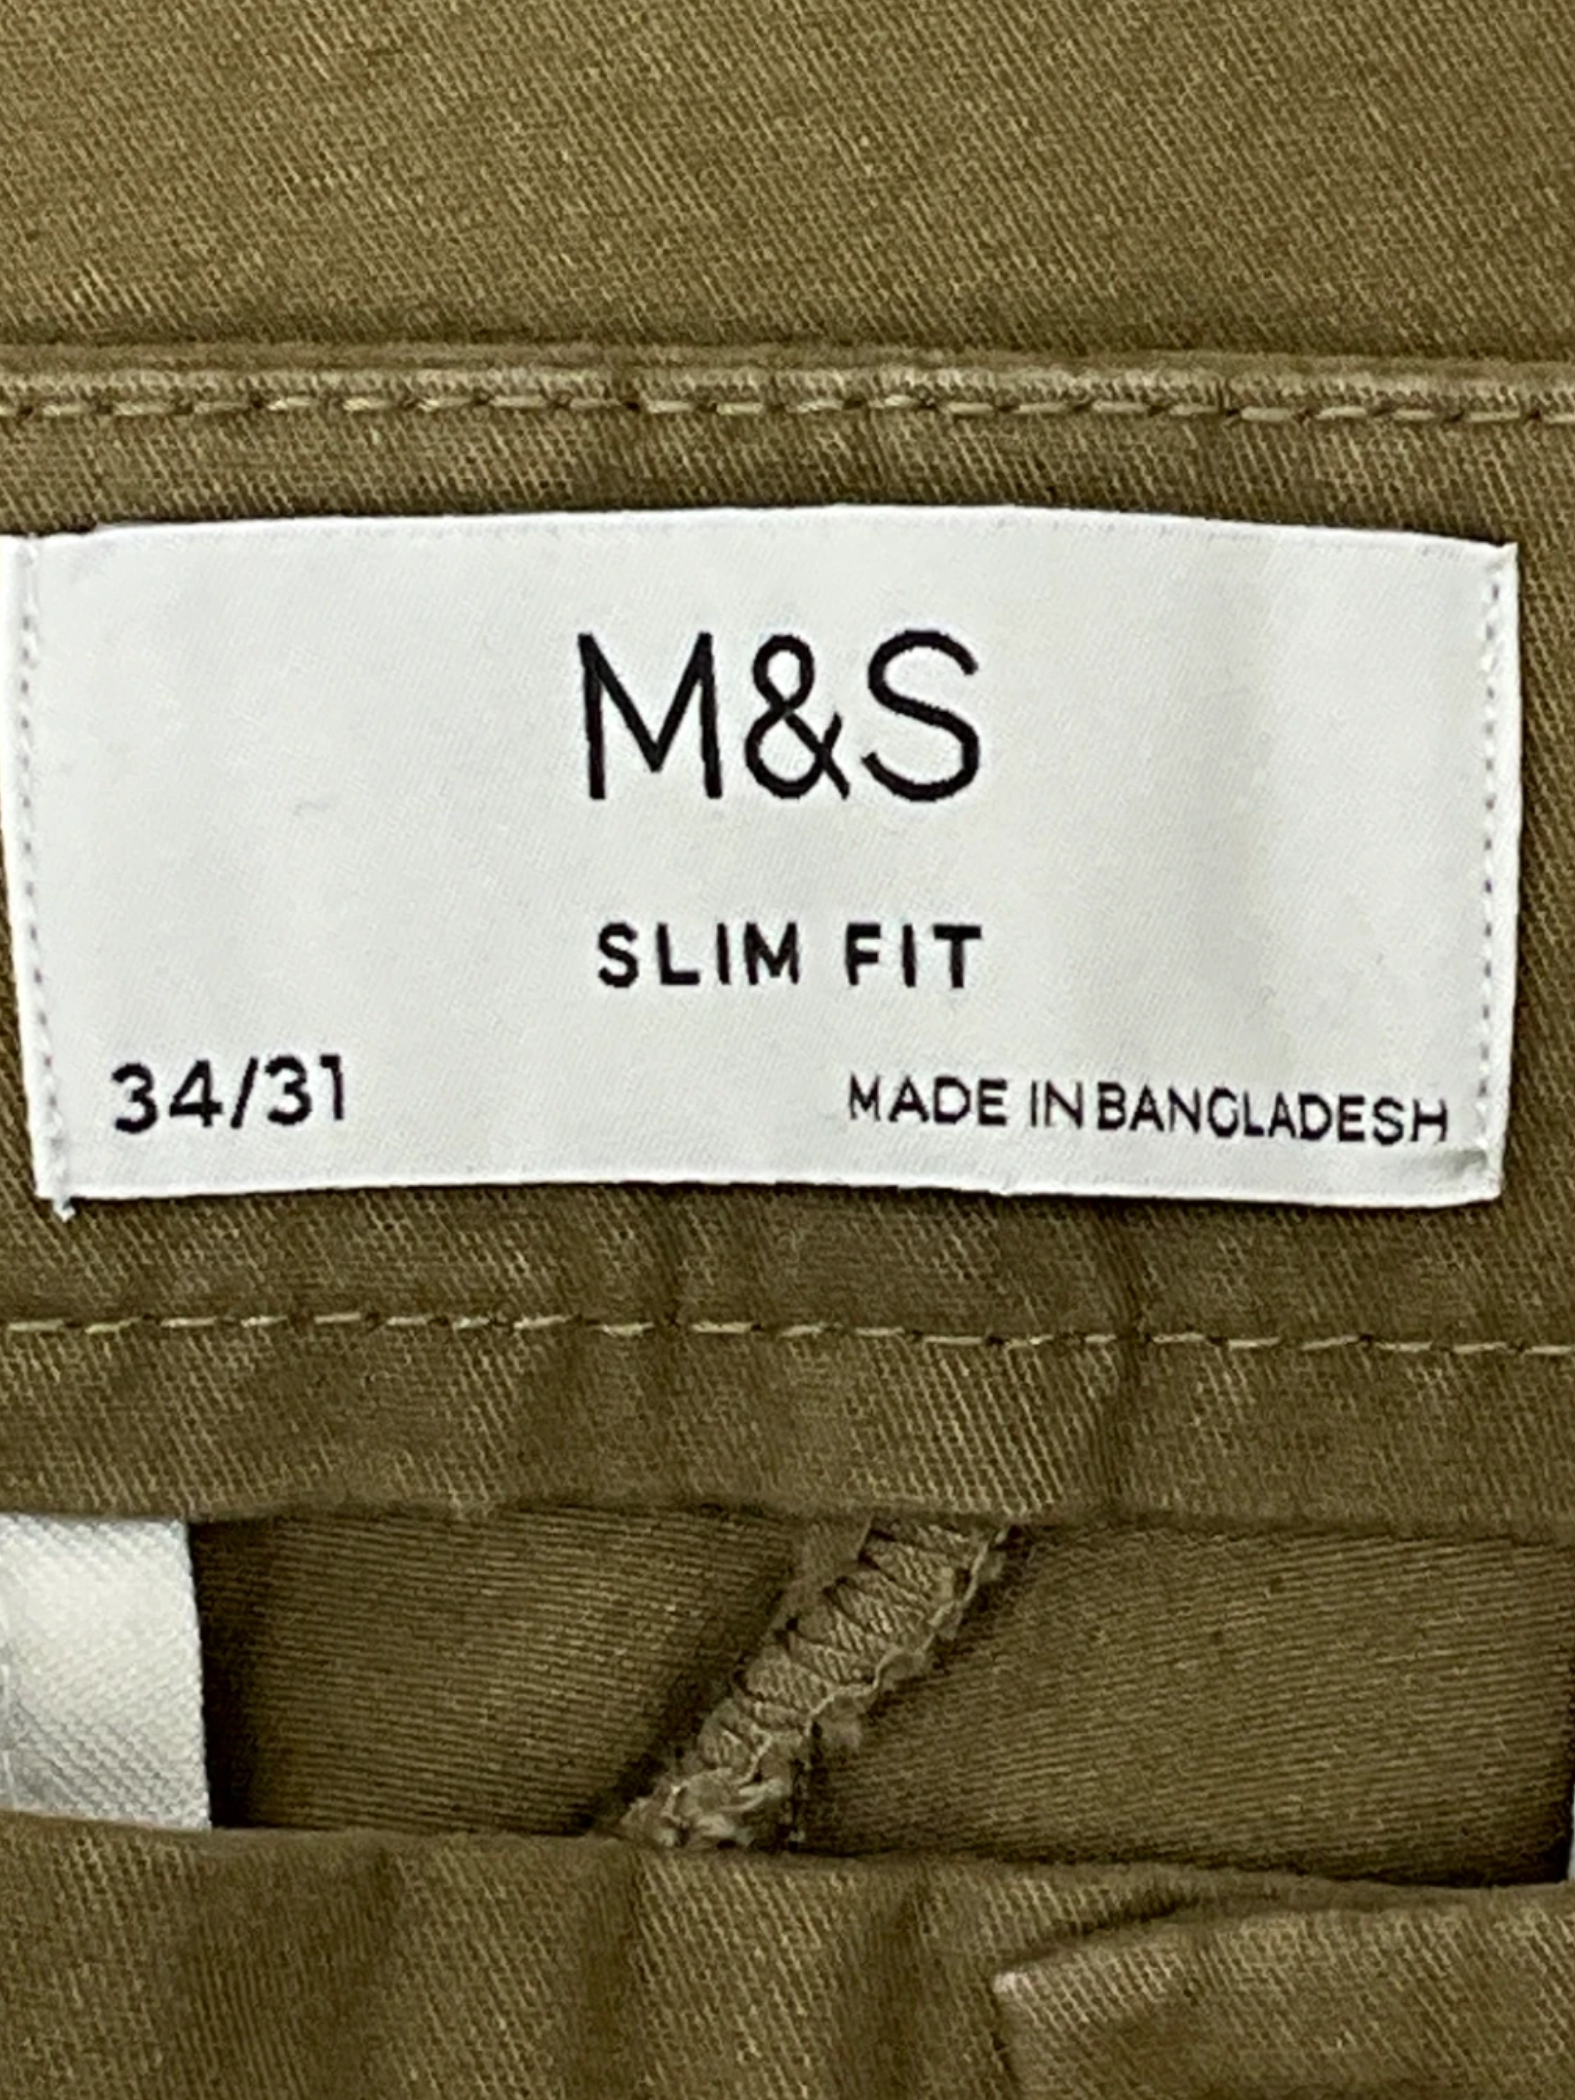 M&S
SLIM FIT
34/31
MADE IN BANGLADESH